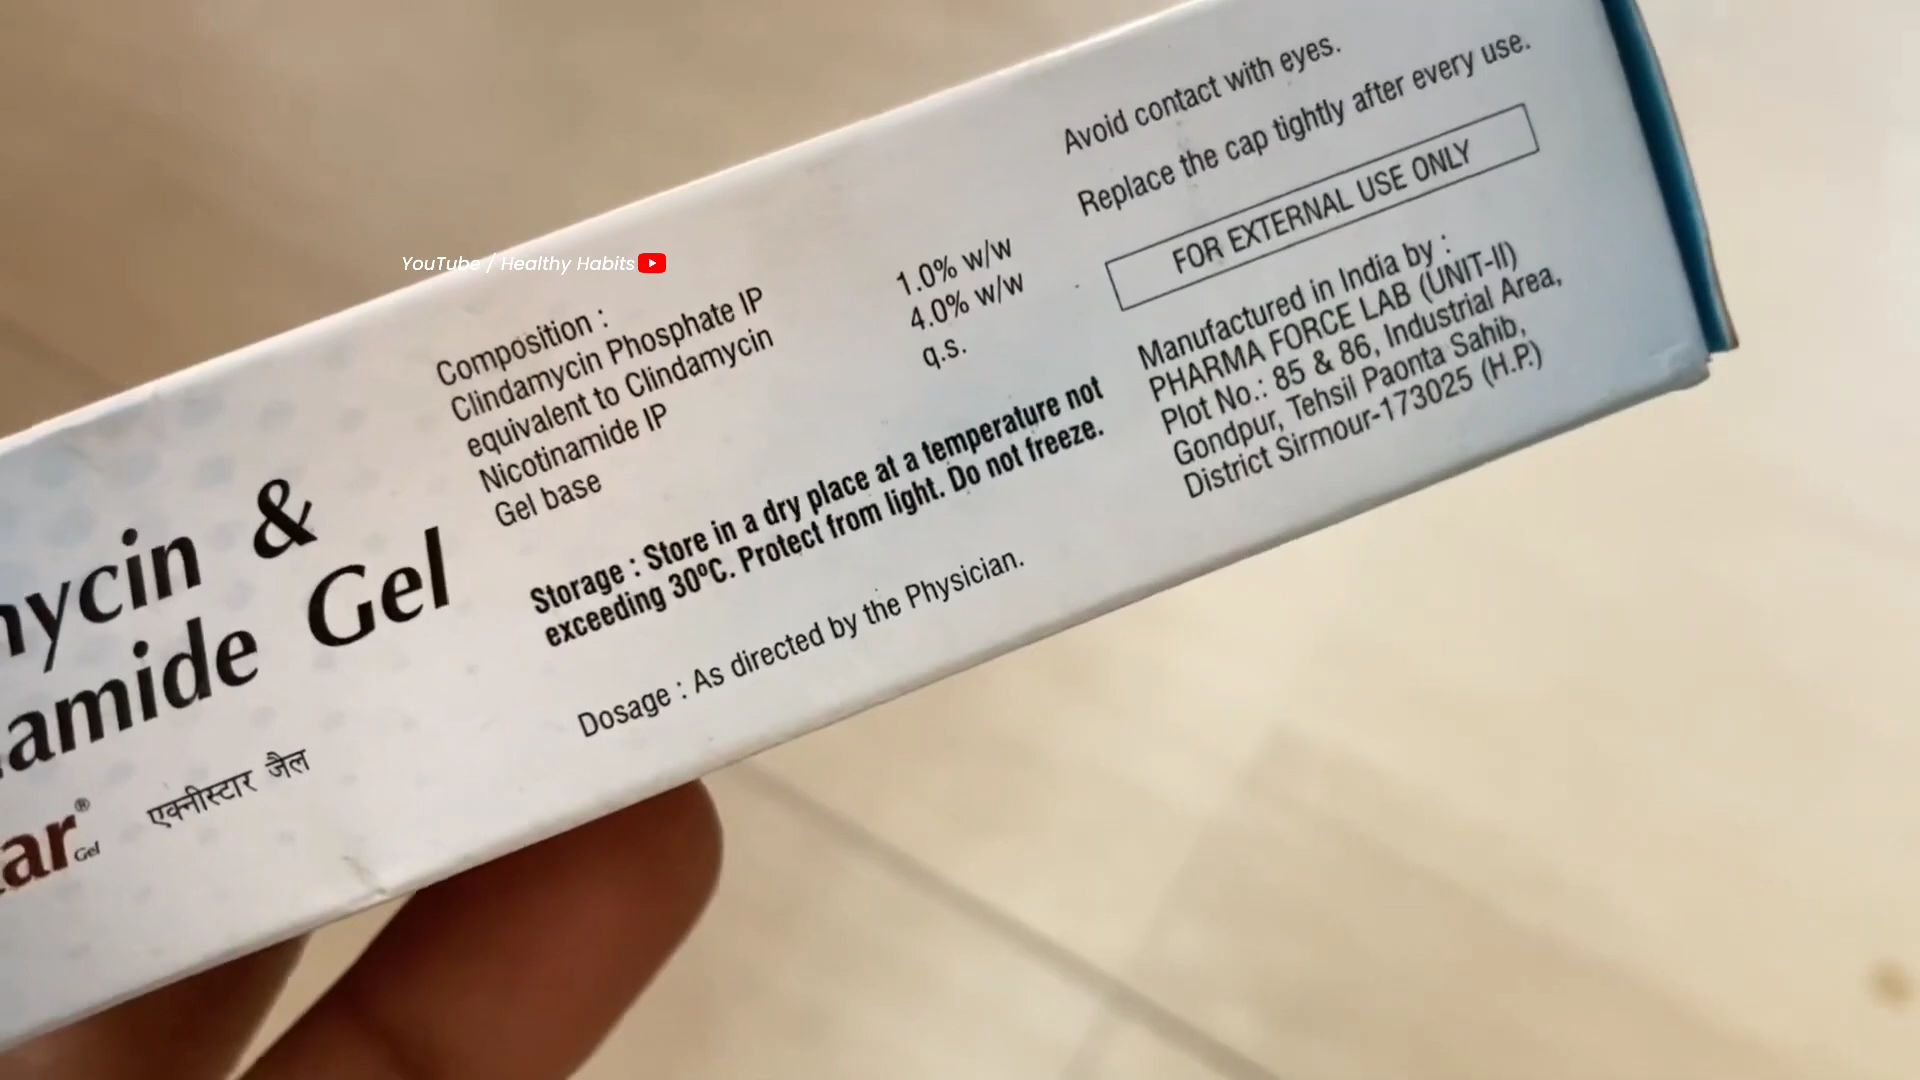 YouTube / Healthy Habits
Composition :
Clindamycin Phosphate IP
equivalent to Clindamycin 1.0% w/w
Nicotinamide IP 4.0% w/w
Gel base q.s.
Storage : Store in a dry place at a temperature not
exceeding 30ºC. Protect from light. Do not freeze.
Dosage : As directed by the Physician.
Avoid contact with eyes.
Replace the cap tightly after every use.
FOR EXTERNAL USE ONLY
Manufactured in India by :
PHARMA FORCE LAB (UNIT-II)
Plot No.: 85 & 86, Industrial Area,
Gondpur, Tehsil Paonta Sahib,
District Sirmour-173025 (H.P.)
mycin &
amide Gel
ar® Gel
एक्नीस्टार जैल